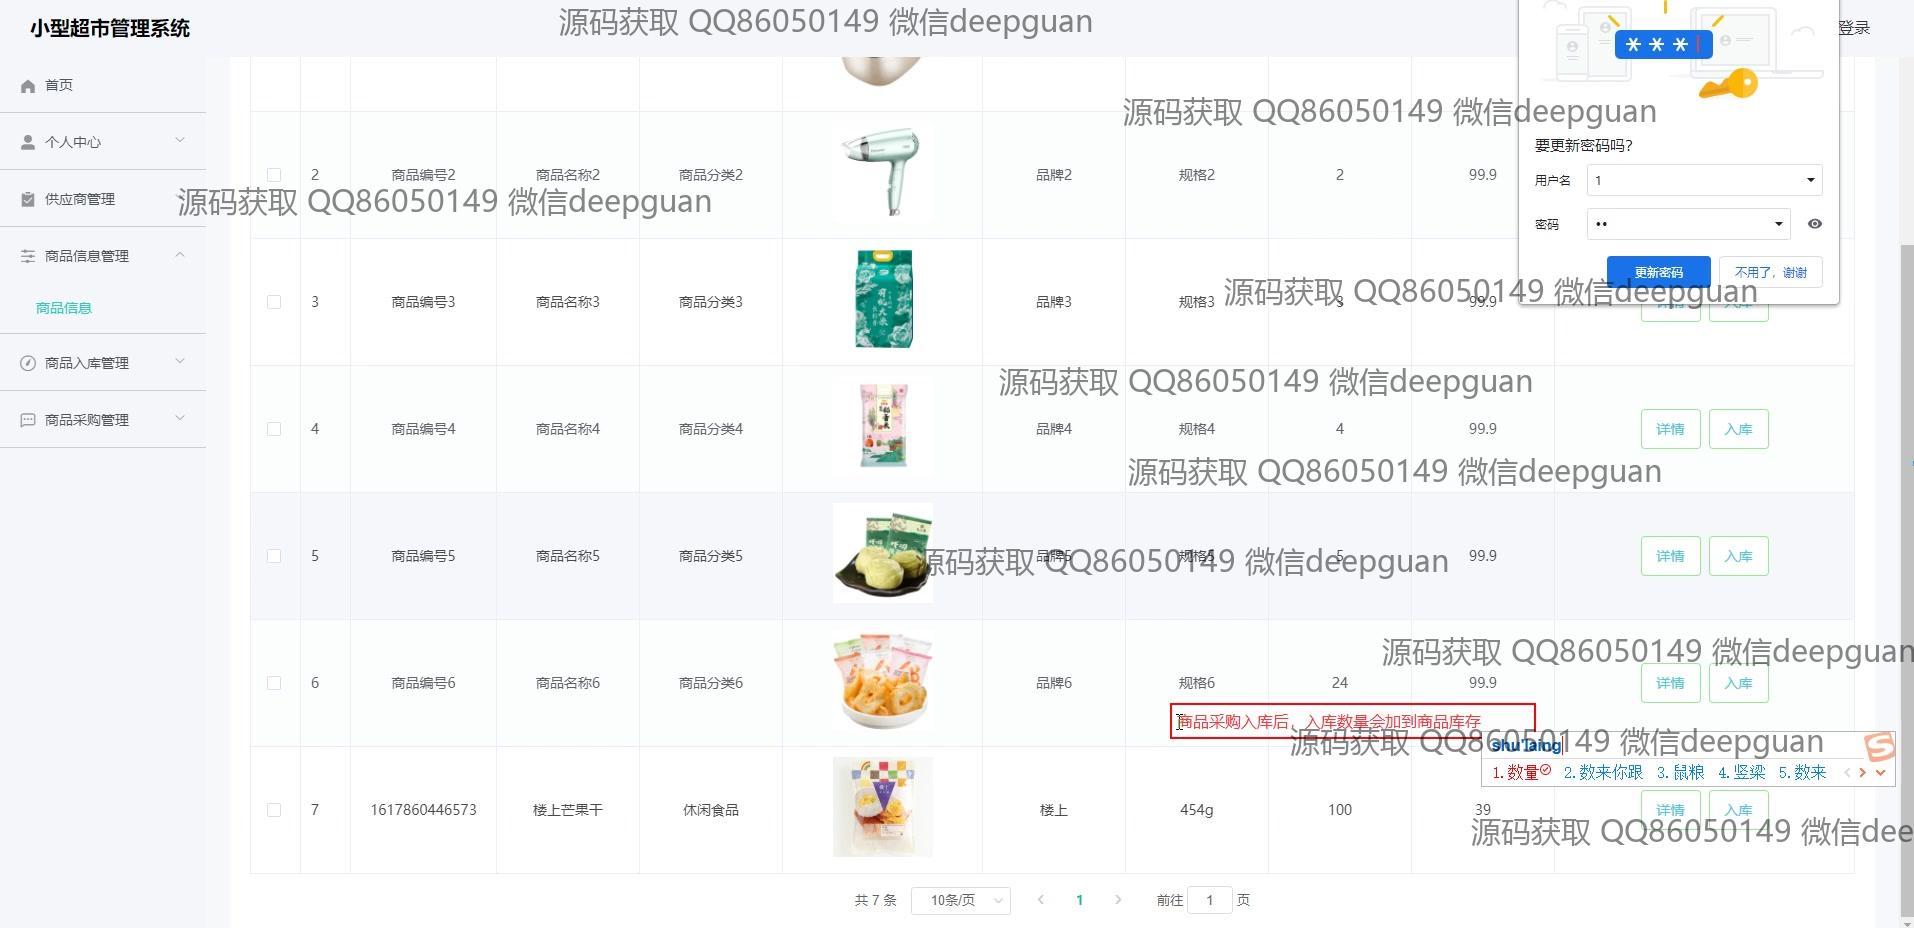 小型超市管理系统
源码获取 QQ86050149 微信deepguan
登录
首页
个人中心
供应商管理
商品信息管理
商品信息
商品入库管理
商品采购管理
***
源码获取 QQ86050149 微信deepguan
要更新密码吗?
用户名 1
密码 ••
更新密码 不用了，谢谢
2 商品编号2 商品名称2 商品分类2 品牌2 规格2 2 99.9
源码获取 QQ86050149 微信deepguan
源码获取 QQ86050149 微信deepguan
3 商品编号3 商品名称3 商品分类3 品牌3 规格3 3 99.9 详情 入库
源码获取 QQ86050149 微信deepguan
4 商品编号4 商品名称4 商品分类4 品牌4 规格4 4 99.9 详情 入库
源码获取 QQ86050149 微信deepguan
5 商品编号5 商品名称5 商品分类5 品牌5 规格5 5 99.9 详情 入库
源码获取 QQ86050149 微信deepguan
源码获取 QQ86050149 微信deepguan
6 商品编号6 商品名称6 商品分类6 品牌6 规格6 24 99.9 详情 入库
商品采购入库后，入库数量会加到商品库存
源码获取 QQ86050149 微信deepguan
shu'laing
1.数量 2.数来你跟 3.鼠粮 4.竖梁 5.数来
7 1617860446573 楼上芒果干 休闲食品 楼上 454g 100 39 详情 入库
源码获取 QQ86050149 微信dee
共 7 条 10条/页 1 前往 1 页